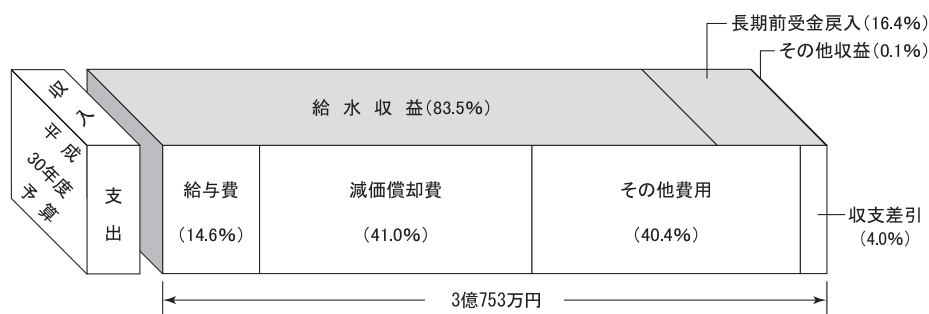 長期前受金戻入(16.4%)
その他収益(0.1%)
給水収益(83.5%)
収入
平成
30年度
予算
支出
給与費
(14.6%)
減価償却費
(41.0%)
その他費用
(40.4%)
収支差引
(4.0%)
3億753万円